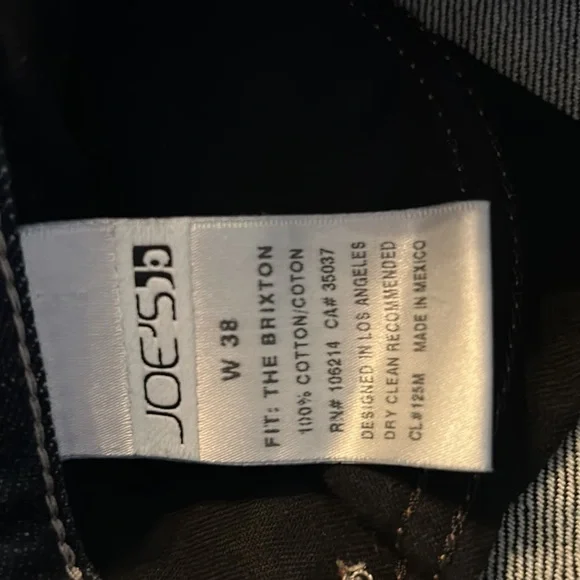 JOE'S
W 38
FIT: THE BRIXTON
100% COTTON/COTON
RN# 106214 CA# 35037
DESIGNED IN LOS ANGELES
DRY CLEAN RECOMMENDED
CL#125M MADE IN MEXICO